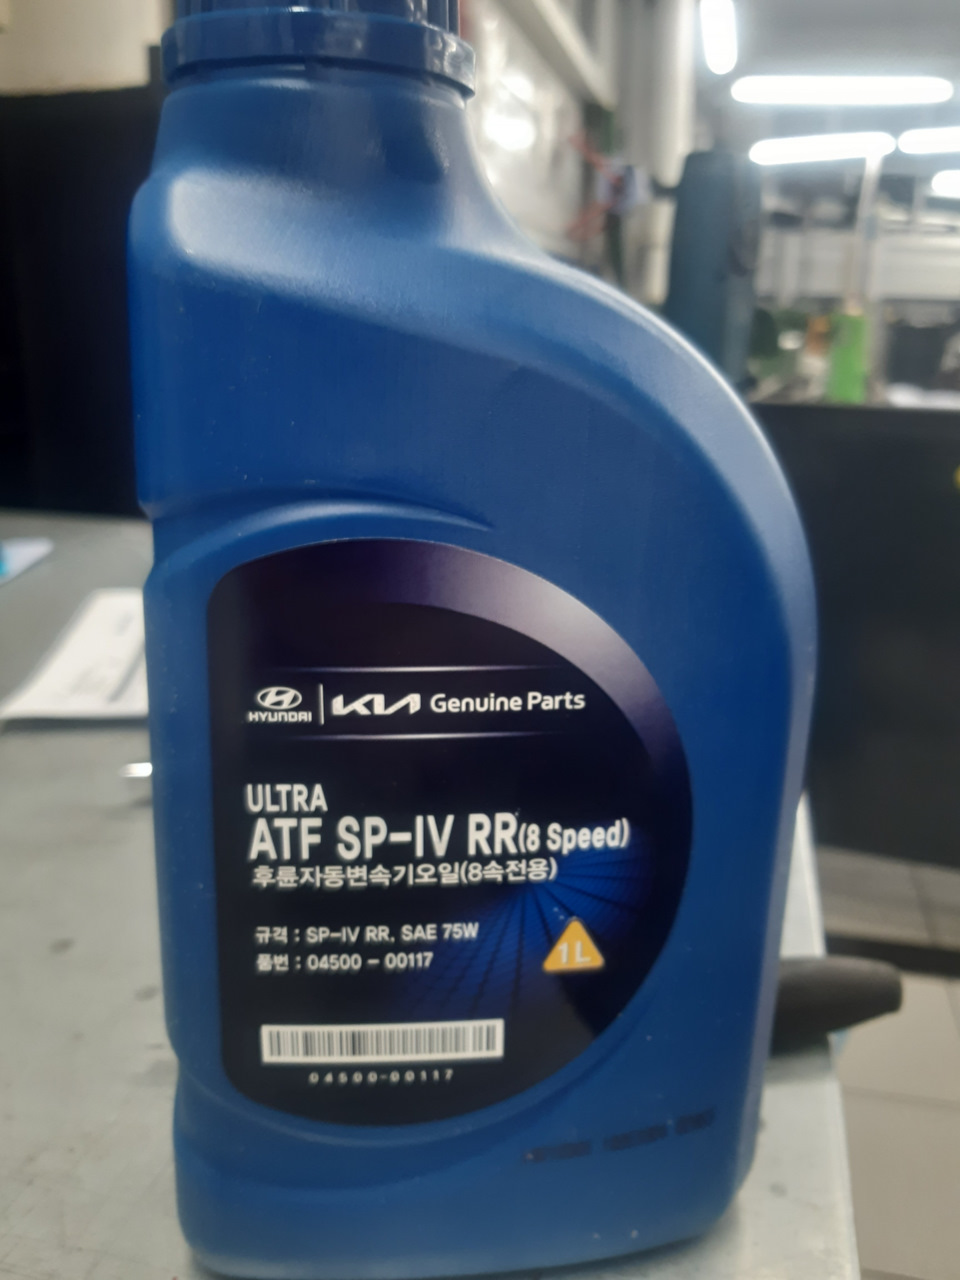 HYUNDAI KIA Genuine Parts
ULTRA
ATF SP-IV RR(8 Speed)
후륜자동변속기오일(8속전용)
규격 : SP-IV RR, SAE 75W
품번 : 04500 - 00117
1L
04500-00117